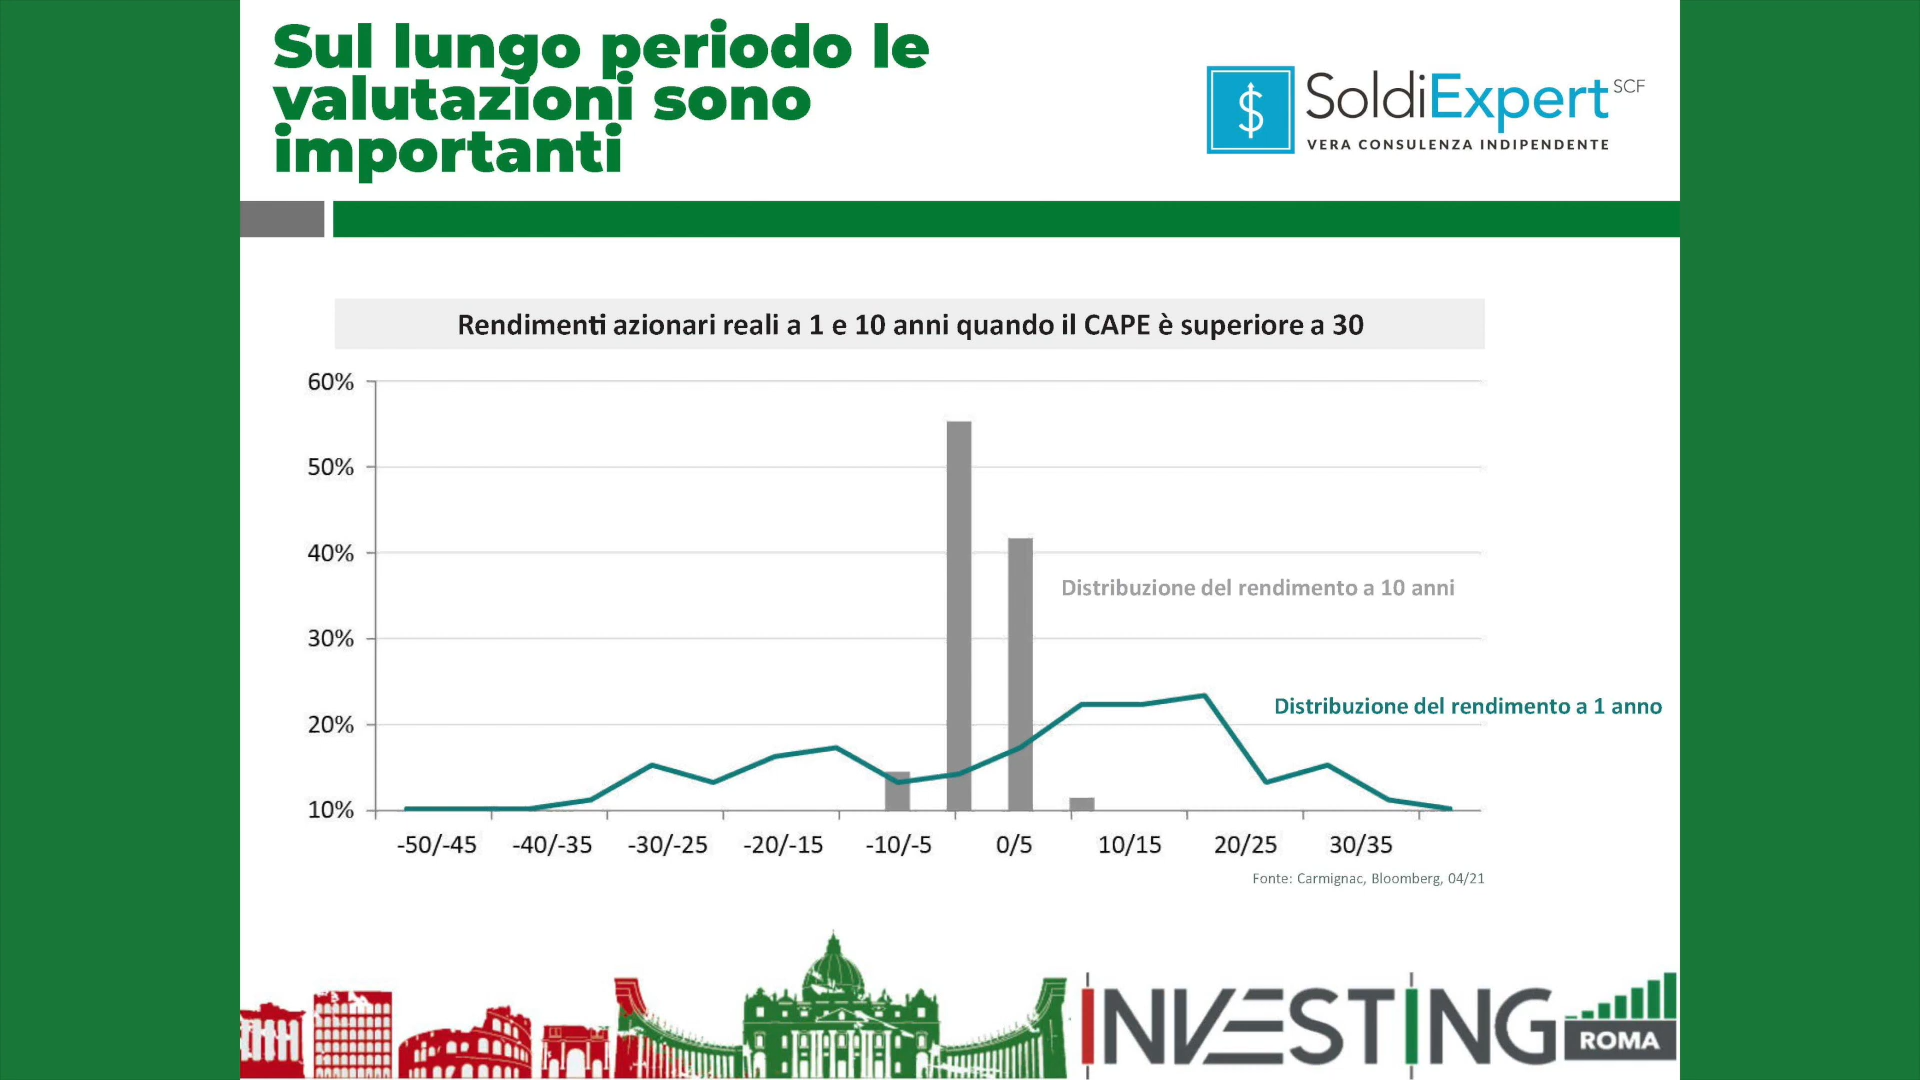 Sul lungo periodo le
valutazioni sono
importanti
$
SoldiExpert SCF
VERA CONSULENZA INDIPENDENTE
Rendimenti azionari reali a 1 e 10 anni quando il CAPE è superiore a 30
60%
50%
40%
Distribuzione del rendimento a 10 anni
30%
Distribuzione del rendimento a 1 anno
20%
10%
-50/-45 -40/-35 -30/-25 -20/-15 -10/-5 0/5 10/15 20/25 30/35
Fonte: Carmignac, Bloomberg, 04/21
INVESTING
ROMA